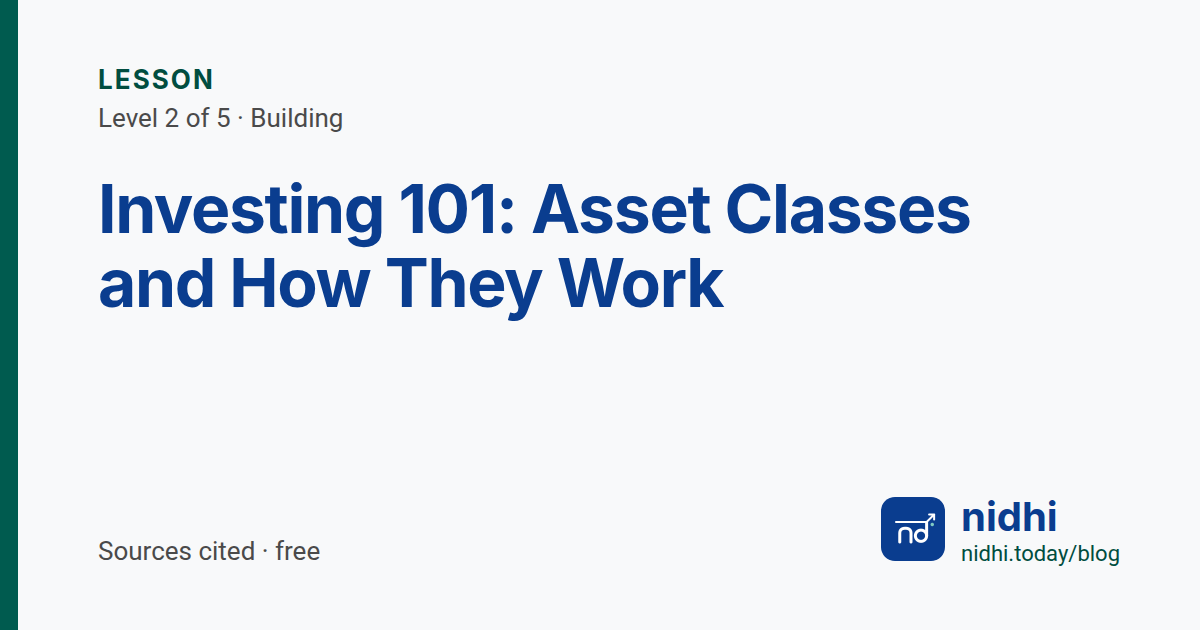 LESSON
Level 2 of 5 · Building
Investing 101: Asset Classes
and How They Work
Sources cited · free
nd
nidhi
nidhi.today/blog